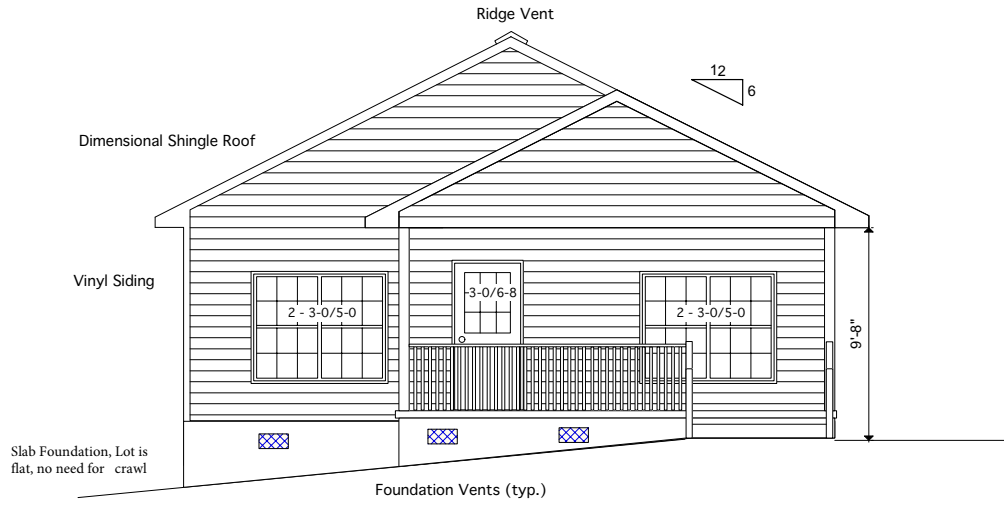 Ridge Vent
12
6
Dimensional Shingle Roof
Vinyl Siding
3-0/6-8
2 - 3-0/5-0
2 - 3-0/5-0
9'-8"
Slab Foundation, Lot is
flat, no need for crawl
Foundation Vents (typ.)